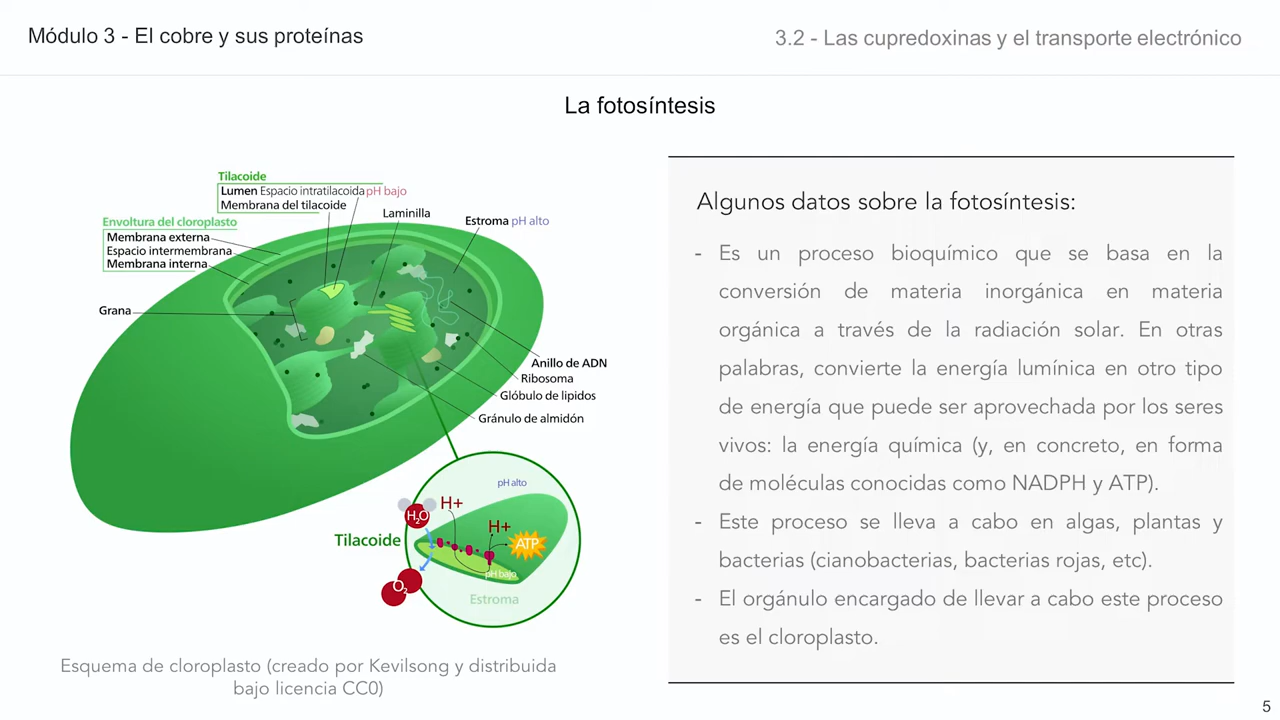 Módulo 3 - El cobre y sus proteínas
3.2 - Las cupredoxinas y el transporte electrónico
La fotosíntesis
Tilacoide
Lumen Espacio intratilacoidal pH bajo
Membrana del tilacoide
Laminilla
Estroma pH alto
Envoltura del cloroplasto
Membrana externa
Espacio intermembrana
Membrana interna
Grana
Anillo de ADN
Ribosoma
Glóbulo de lipidos
Gránulo de almidón
pH alto
H+
H₂O
H+
Tilacoide
ATP
pH bajo
O₂
Estroma
Esquema de cloroplasto (creado por Kevilsong y distribuida
bajo licencia CC0)
Algunos datos sobre la fotosíntesis:
- Es un proceso bioquímico que se basa en la
conversión de materia inorgánica en materia
orgánica a través de la radiación solar. En otras
palabras, convierte la energía lumínica en otro tipo
de energía que puede ser aprovechada por los seres
vivos: la energía química (y, en concreto, en forma
de moléculas conocidas como NADPH y ATP).
- Este proceso se lleva a cabo en algas, plantas y
bacterias (cianobacterias, bacterias rojas, etc).
- El orgánulo encargado de llevar a cabo este proceso
es el cloroplasto.
5